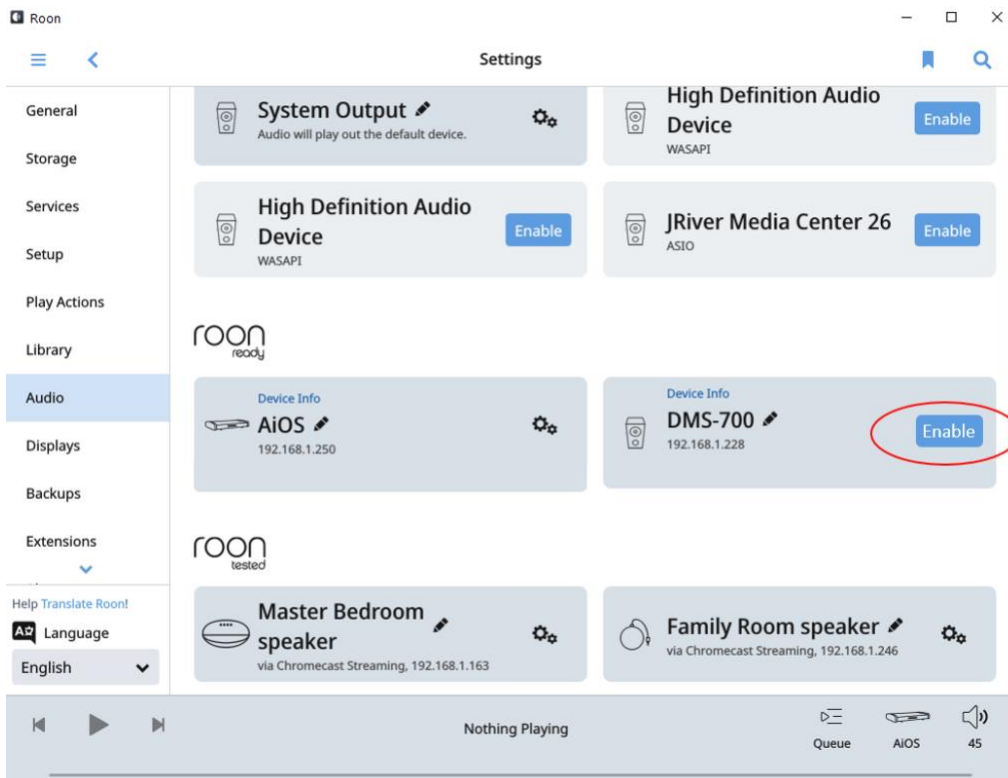 Roon
Settings
General
Storage
Services
Setup
Play Actions
Library
Audio
Displays
Backups
Extensions
Help Translate Roon!
Language
English
System Output
Audio will play out the default device.
High Definition Audio
Device
WASAPI
Enable
High Definition Audio
Device
WASAPI
Enable
JRiver Media Center 26
ASIO
Enable
roon
ready
Device Info
AiOS
192.168.1.250
Device Info
DMS-700
192.168.1.228
Enable
roon
tested
Master Bedroom
speaker
via Chromecast Streaming, 192.168.1.163
Family Room speaker
via Chromecast Streaming, 192.168.1.246
Nothing Playing
Queue
AiOS
45